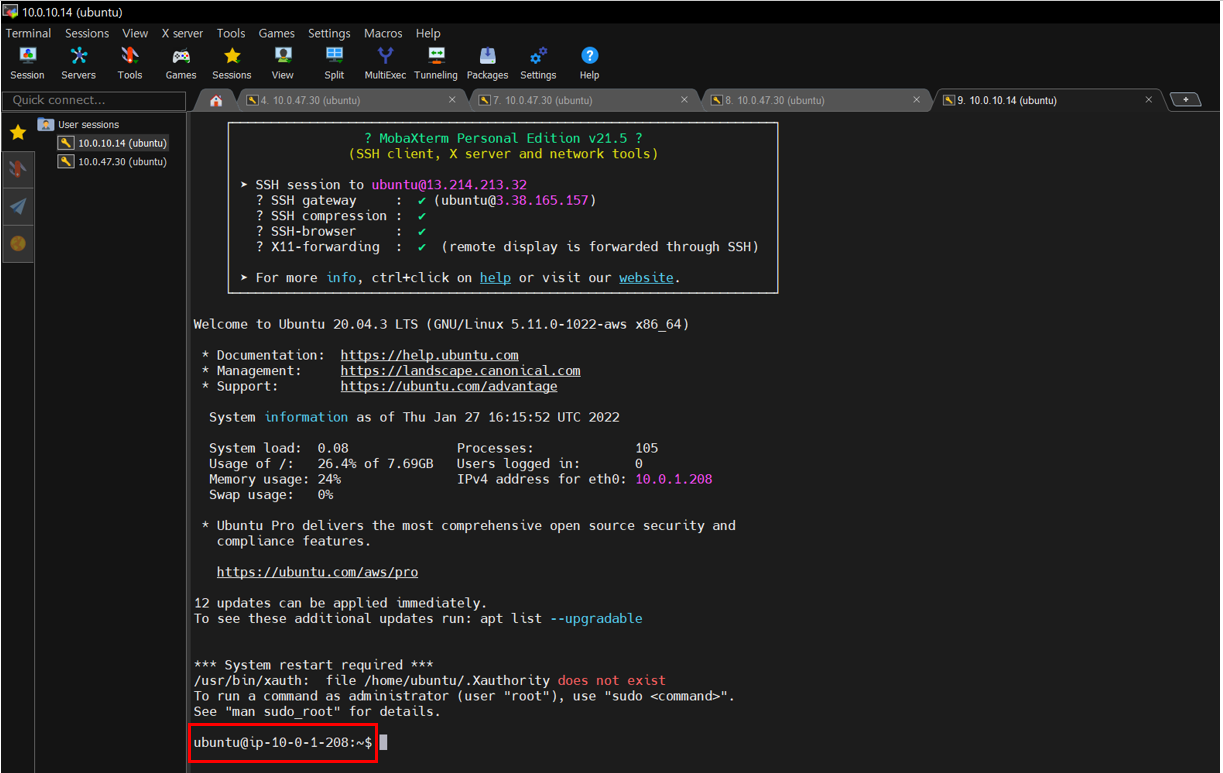 10.0.10.14 (ubuntu)
Terminal Sessions View X server Tools Games Settings Macros Help
Session Servers Tools Games Sessions View Split MultiExec Tunneling Packages Settings Help
Quick connect...
4. 10.0.47.30 (ubuntu)
7. 10.0.47.30 (ubuntu)
8. 10.0.47.30 (ubuntu)
9. 10.0.10.14 (ubuntu)
User sessions
10.0.10.14 (ubuntu)
10.0.47.30 (ubuntu)
? MobaXterm Personal Edition v21.5 ?
(SSH client, X server and network tools)
➤ SSH session to ubuntu@13.214.213.32
? SSH gateway : ✔ (ubuntu@3.38.165.157)
? SSH compression : ✔
? SSH-browser : ✔
? X11-forwarding : ✔ (remote display is forwarded through SSH)
➤ For more info, ctrl+click on help or visit our website.
Welcome to Ubuntu 20.04.3 LTS (GNU/Linux 5.11.0-1022-aws x86_64)
* Documentation: https://help.ubuntu.com
* Management: https://landscape.canonical.com
* Support: https://ubuntu.com/advantage
System information as of Thu Jan 27 16:15:52 UTC 2022
System load: 0.08 Processes: 105
Usage of /: 26.4% of 7.69GB Users logged in: 0
Memory usage: 24% IPv4 address for eth0: 10.0.1.208
Swap usage: 0%
* Ubuntu Pro delivers the most comprehensive open source security and
compliance features.
https://ubuntu.com/aws/pro
12 updates can be applied immediately.
To see these additional updates run: apt list --upgradable
*** System restart required ***
/usr/bin/xauth: file /home/ubuntu/.Xauthority does not exist
To run a command as administrator (user "root"), use "sudo <command>".
See "man sudo_root" for details.
ubuntu@ip-10-0-1-208:~$